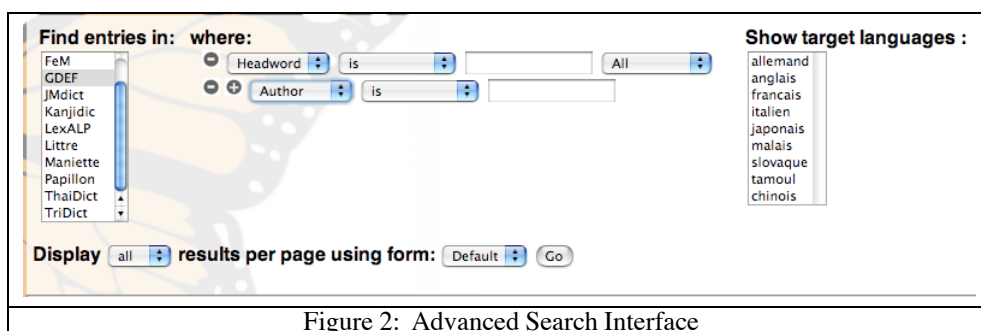 Find entries in: where: Show target languages :
FeM
GDEF
JMdict
Kanjidic
LexALP
Littre
Maniette
Papillon
ThaiDict
TriDict
Headword is All
Author is
allemand
anglais
francais
italien
japonais
malais
slovaque
tamoul
chinois
Display all results per page using form: Default Go
Figure 2: Advanced Search Interface